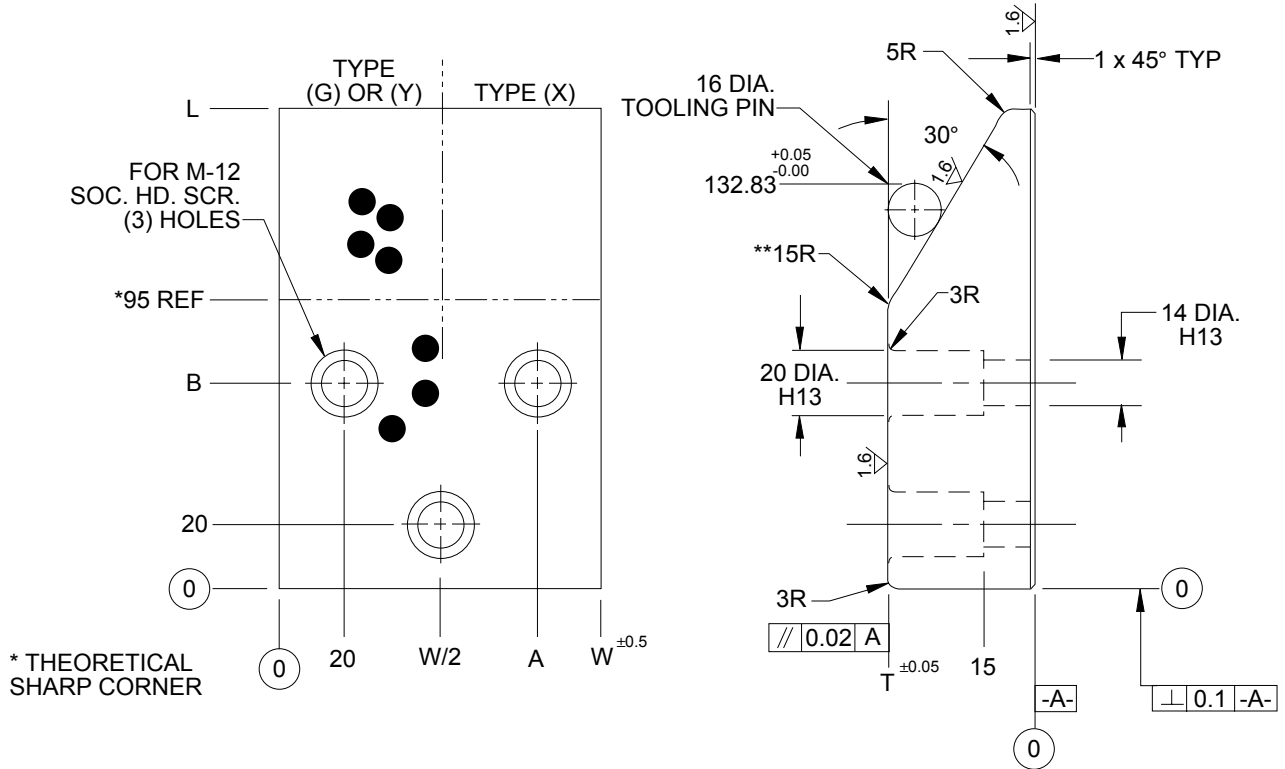 TYPE
(G) OR (Y)
TYPE (X)
L
FOR M-12
SOC. HD. SCR.
(3) HOLES
*95 REF
B
20
0
0
20
W/2
A
W ±0.5
* THEORETICAL
SHARP CORNER
1.6
5R
1 x 45° TYP
16 DIA.
TOOLING PIN
30°
1.6
+0.05
132.83
-0.00
**15R
3R
14 DIA.
H13
20 DIA.
H13
1.6
3R
0
// 0.02 A
T ±0.05
15
-A-
⊥ 0.1 -A-
0